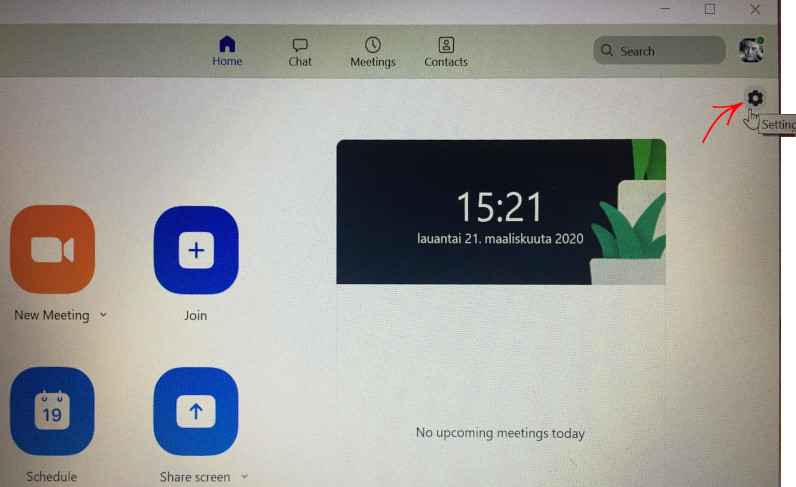 Home
Chat
Meetings
Contacts
Search
Setting
15:21
lauantai 21. maaliskuuta 2020
New Meeting
Join
19
Schedule
Share screen
No upcoming meetings today